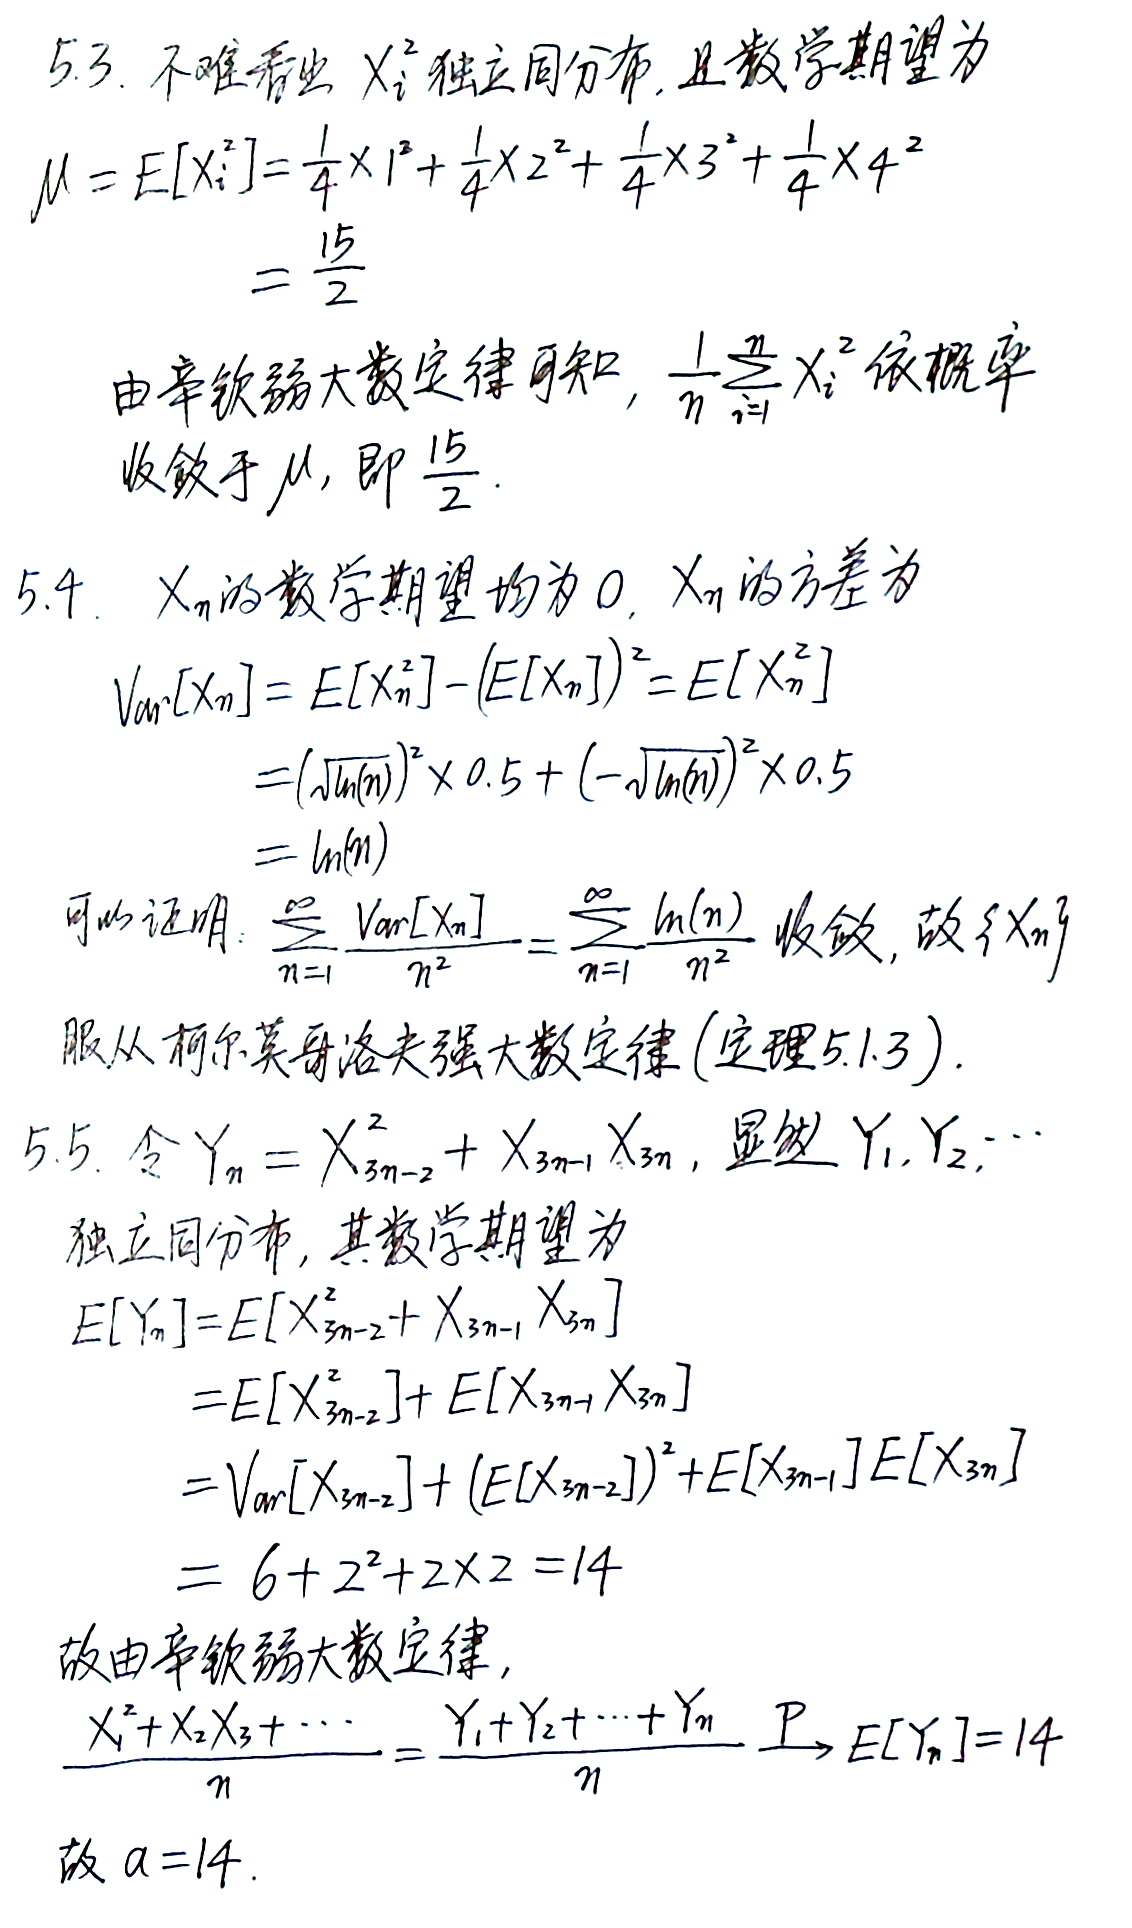 5.3. 不难看出 X_i^2 独立同分布, 且数学期望为
μ = E[X_i^2] = 1/4 × 1^2 + 1/4 × 2^2 + 1/4 × 3^2 + 1/4 × 4^2
= 15/2
由辛钦弱大数定律可知, 1/n ∑_{i=1}^{n} X_i^2 依概率
收敛于 μ, 即 15/2.
5.4. X_n 的数学期望均为 0, X_n 的方差为
Var[X_n] = E[X_n^2] - (E[X_n])^2 = E[X_n^2]
= (√ln(n))^2 × 0.5 + (-√ln(n))^2 × 0.5
= ln(n)
可以证明: ∑_{n=1}^{∞} Var[X_n]/n^2 = ∑_{n=1}^{∞} ln(n)/n^2 收敛, 故 {X_n}
服从柯尔莫哥洛夫强大数定律 (定理5.1.3).
5.5. 令 Y_n = X_{3n-2}^2 + X_{3n-1} X_{3n}, 显然 Y_1, Y_2, ⋯
独立同分布, 其数学期望为
E[Y_n] = E[X_{3n-2}^2 + X_{3n-1} X_{3n}]
= E[X_{3n-2}^2] + E[X_{3n-1} X_{3n}]
= Var[X_{3n-2}] + (E[X_{3n-2}])^2 + E[X_{3n-1}] E[X_{3n}]
= 6 + 2^2 + 2 × 2 = 14
故由辛钦弱大数定律,
(X_1^2 + X_2 X_3 + ⋯)/n = (Y_1 + Y_2 + ⋯ + Y_n)/n \xrightarrow{P} E[Y_n] = 14
故 a = 14.